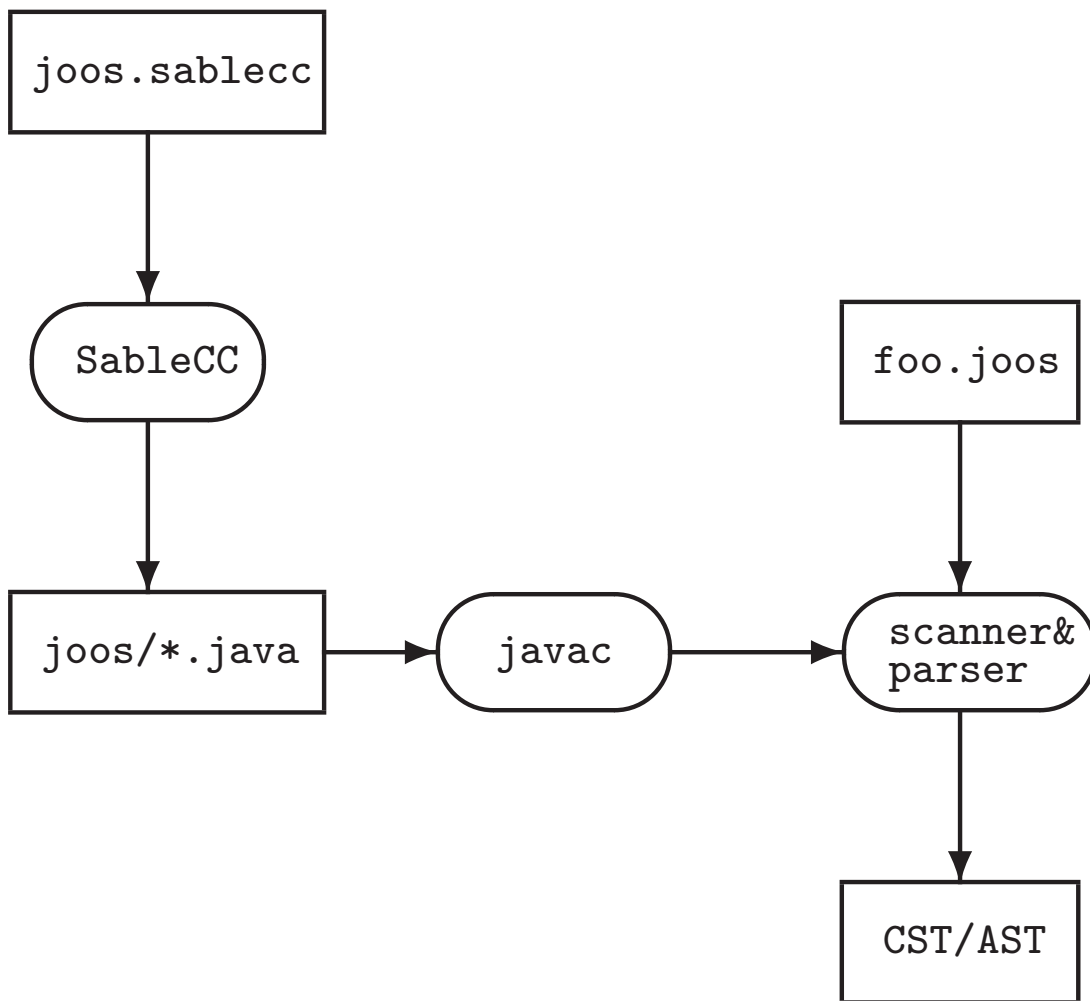 joos.sablecc
SableCC
foo.joos
joos/*.java
javac
scanner&
parser
CST/AST